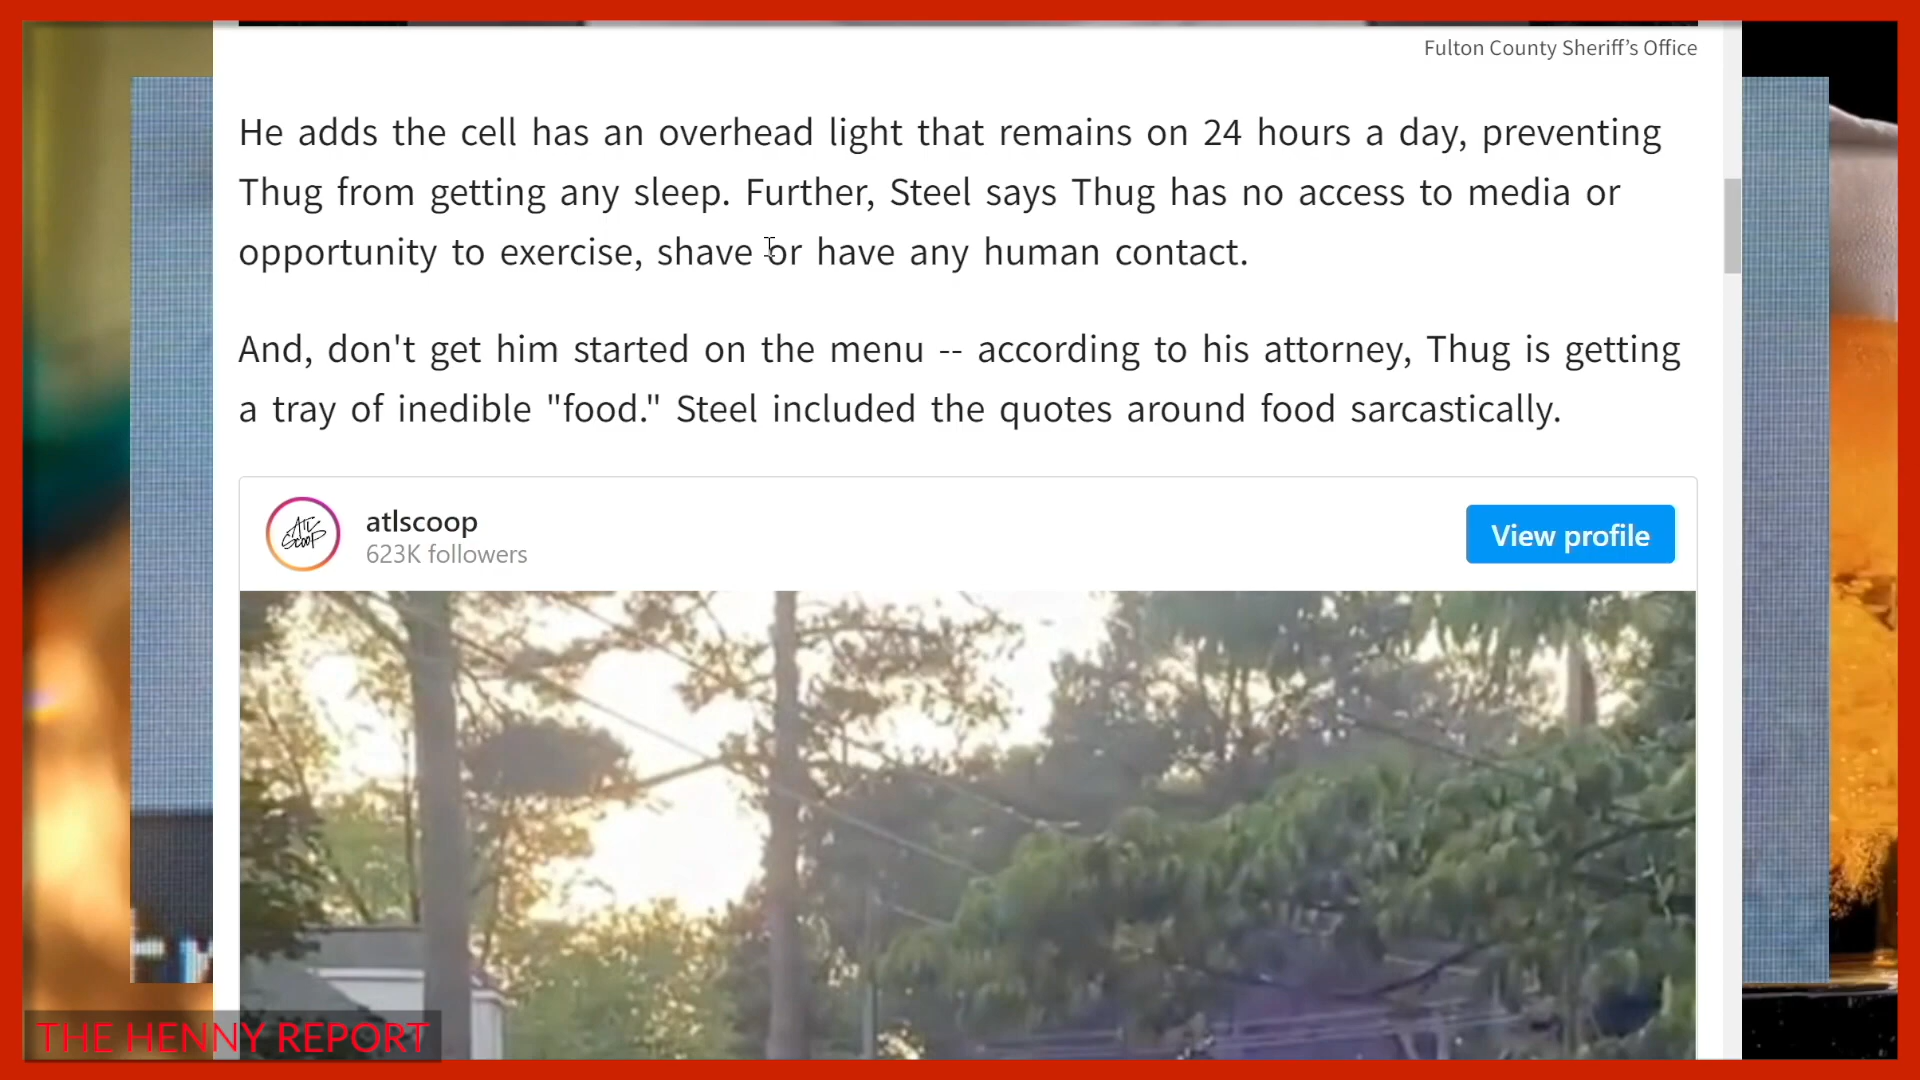 Fulton County Sheriff’s Office
He adds the cell has an overhead light that remains on 24 hours a day, preventing
Thug from getting any sleep. Further, Steel says Thug has no access to media or
opportunity to exercise, shave or have any human contact.
And, don't get him started on the menu -- according to his attorney, Thug is getting
a tray of inedible "food." Steel included the quotes around food sarcastically.
ATL
Scoop
atlscoop
623K followers
View profile
THE HENNY REPORT